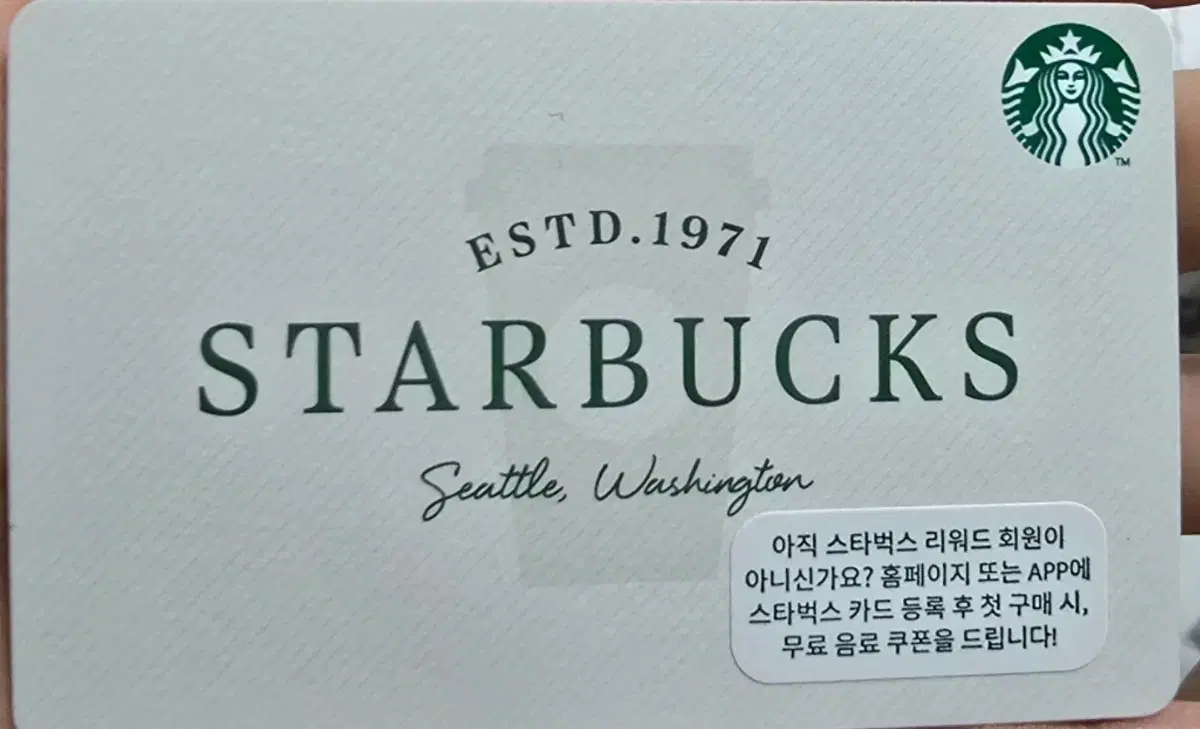 TM
ESTD.1971
STARBUCKS
Seattle, Washington
아직 스타벅스 리워드 회원이
아니신가요? 홈페이지 또는 APP에
스타벅스 카드 등록 후 첫 구매 시,
무료 음료 쿠폰을 드립니다!